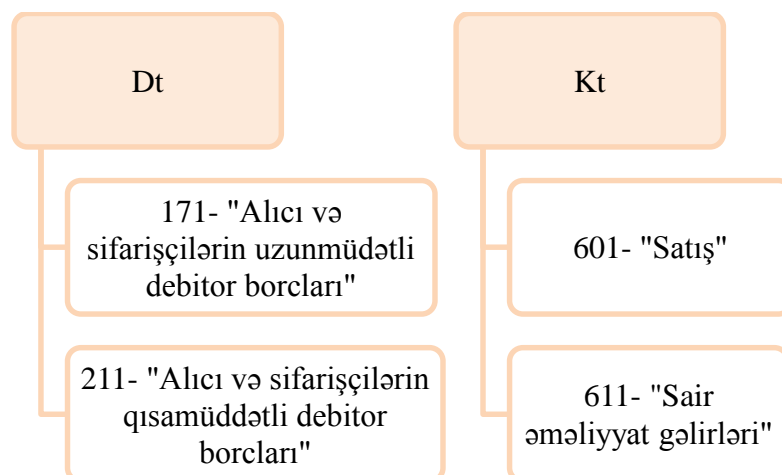 Dt
171- "Alıcı və
sifarişçilərin uzunmüdətli
debitor borcları"
211- "Alıcı və sifarişçilərin
qısamüddətli debitor
borcları"
Kt
601- "Satış"
611- "Sair
əməliyyat gəlirləri"